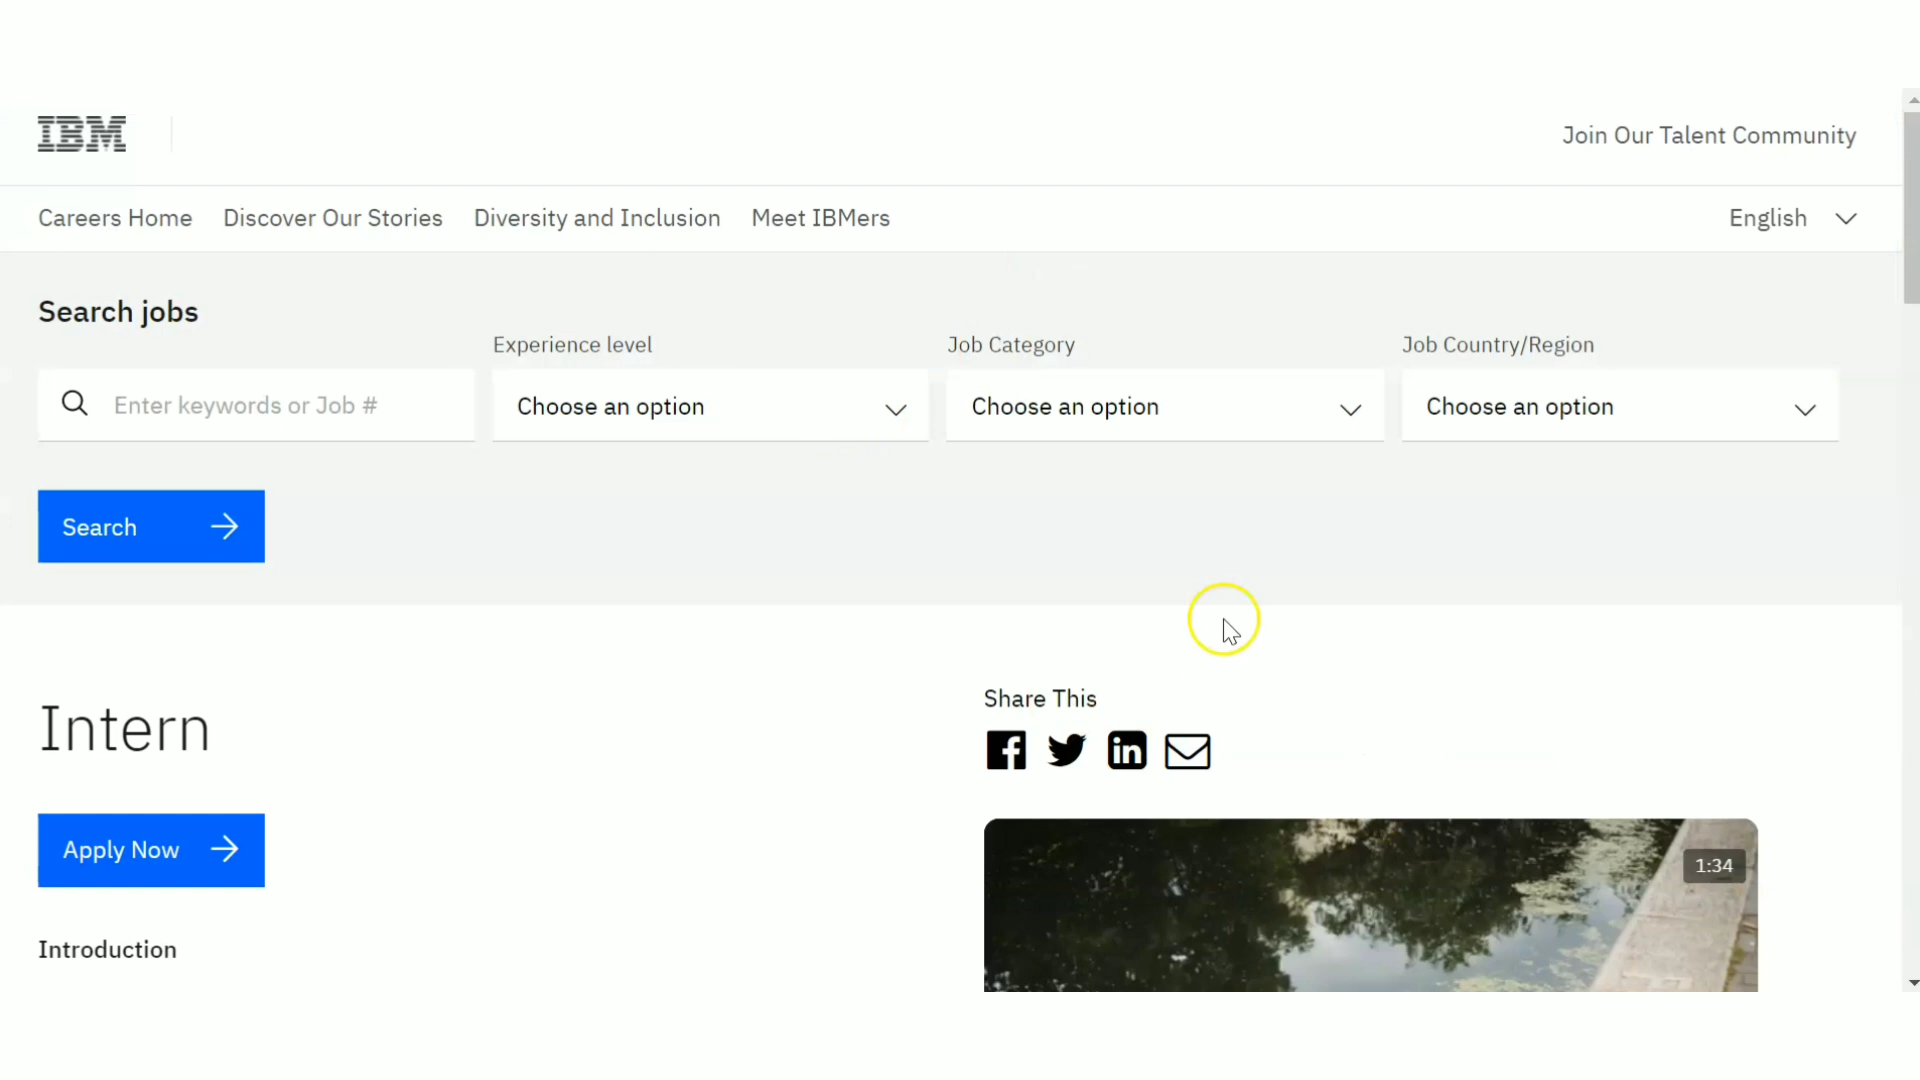 IBM
Join Our Talent Community
Careers Home Discover Our Stories Diversity and Inclusion Meet IBMers English
Search jobs
Experience level Job Category Job Country/Region
Enter keywords or Job # Choose an option Choose an option Choose an option
Search
Intern
Share This
Apply Now
1:34
Introduction